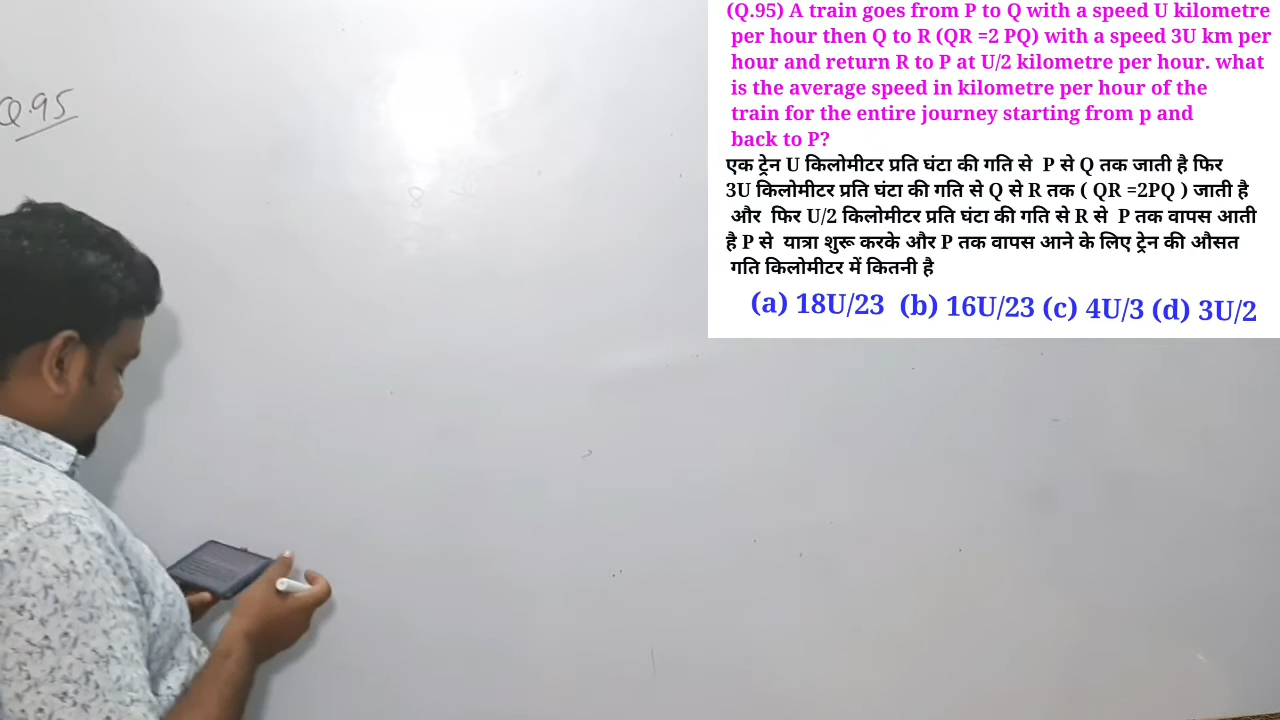 Q.95
(Q.95) A train goes from P to Q with a speed U kilometre
per hour then Q to R (QR =2 PQ) with a speed 3U km per
hour and return R to P at U/2 kilometre per hour. what
is the average speed in kilometre per hour of the
train for the entire journey starting from p and
back to P?
एक ट्रेन U किलोमीटर प्रति घंटा की गति से P से Q तक जाती है फिर
3U किलोमीटर प्रति घंटा की गति से Q से R तक ( QR =2PQ ) जाती है
और फिर U/2 किलोमीटर प्रति घंटा की गति से R से P तक वापस आती
है P से यात्रा शुरू करके और P तक वापस आने के लिए ट्रेन की औसत
गति किलोमीटर में कितनी है
(a) 18U/23 (b) 16U/23 (c) 4U/3 (d) 3U/2